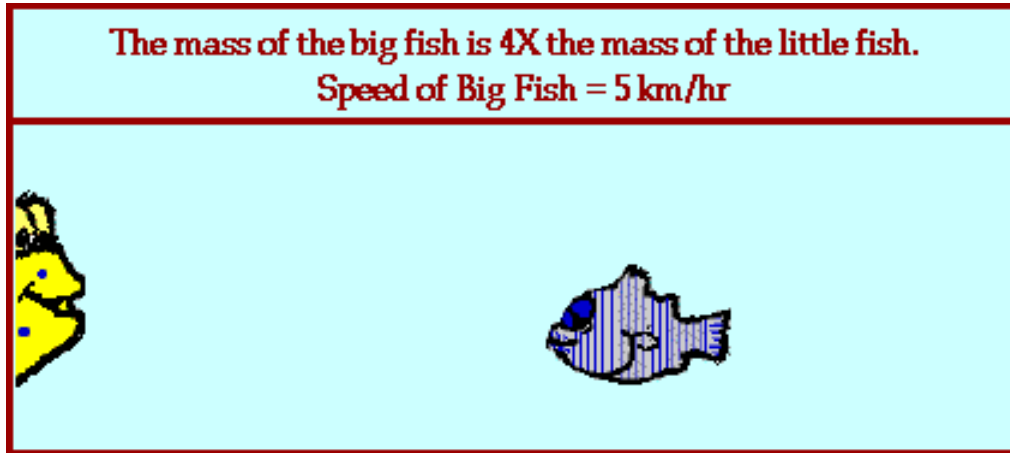 The mass of the big fish is 4X the mass of the little fish.
Speed of Big Fish = 5 km/hr